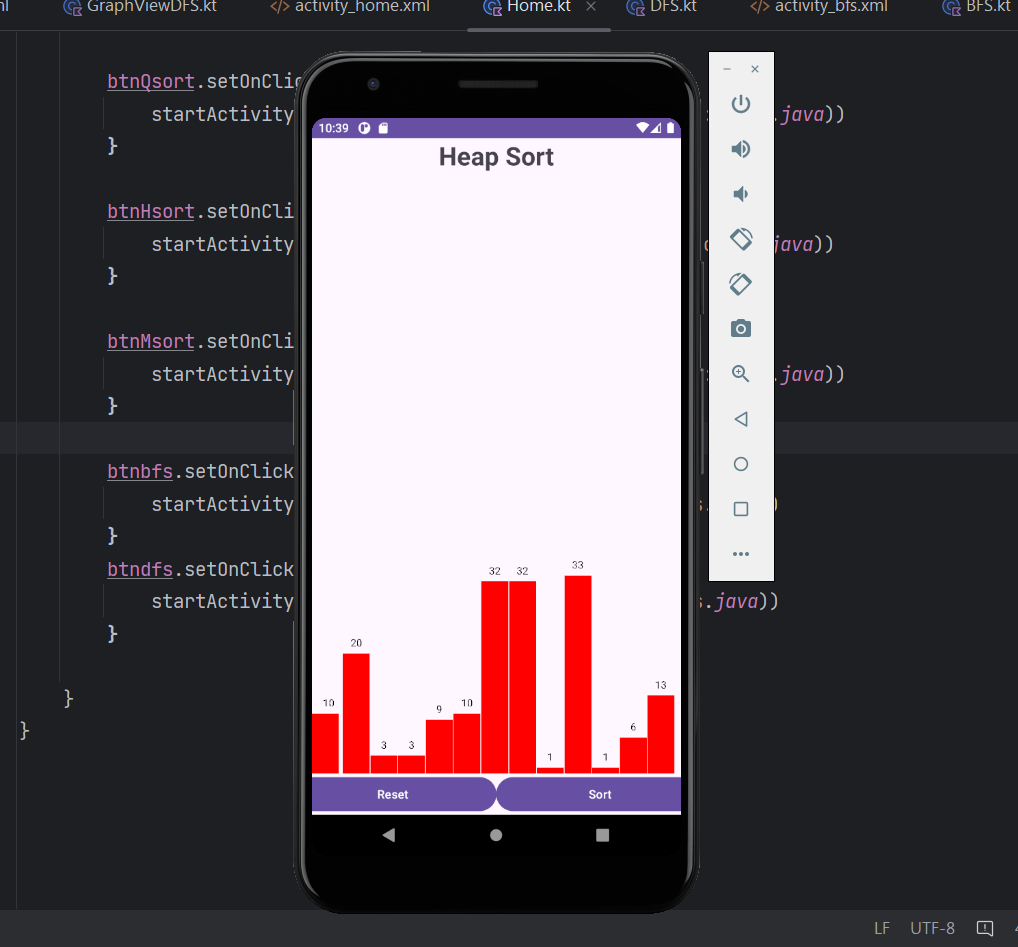 ml GraphViewDFS.kt </> activity_home.xml Home.kt × DFS.kt </> activity_bfs.xml BFS.kt
btnQsort.setOnClic
startActivity .java))
}
10:39
Heap Sort
btnHsort.setOnCli
startActivity java))
}
btnMsort.setOnCli
startActivity .java))
}
btnbfs.setOnClick
startActivity )
}
btndfs.setOnClick
startActivity s.java))
}
}
}
10 20 3 3 9 10 32 32 1 33 1 6 13
Reset Sort
LF UTF-8